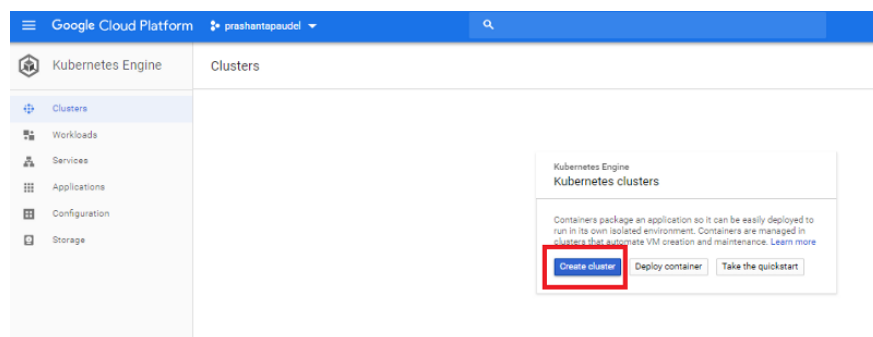 Google Cloud Platform
prashantapaudel
Kubernetes Engine
Clusters
Clusters
Workloads
Services
Applications
Configuration
Storage
Kubernetes Engine
Kubernetes clusters
Containers package an application so it can be easily deployed to
run in its own isolated environment. Containers are managed in
clusters that automate VM creation and maintenance. Learn more
Create cluster
Deploy container
Take the quickstart